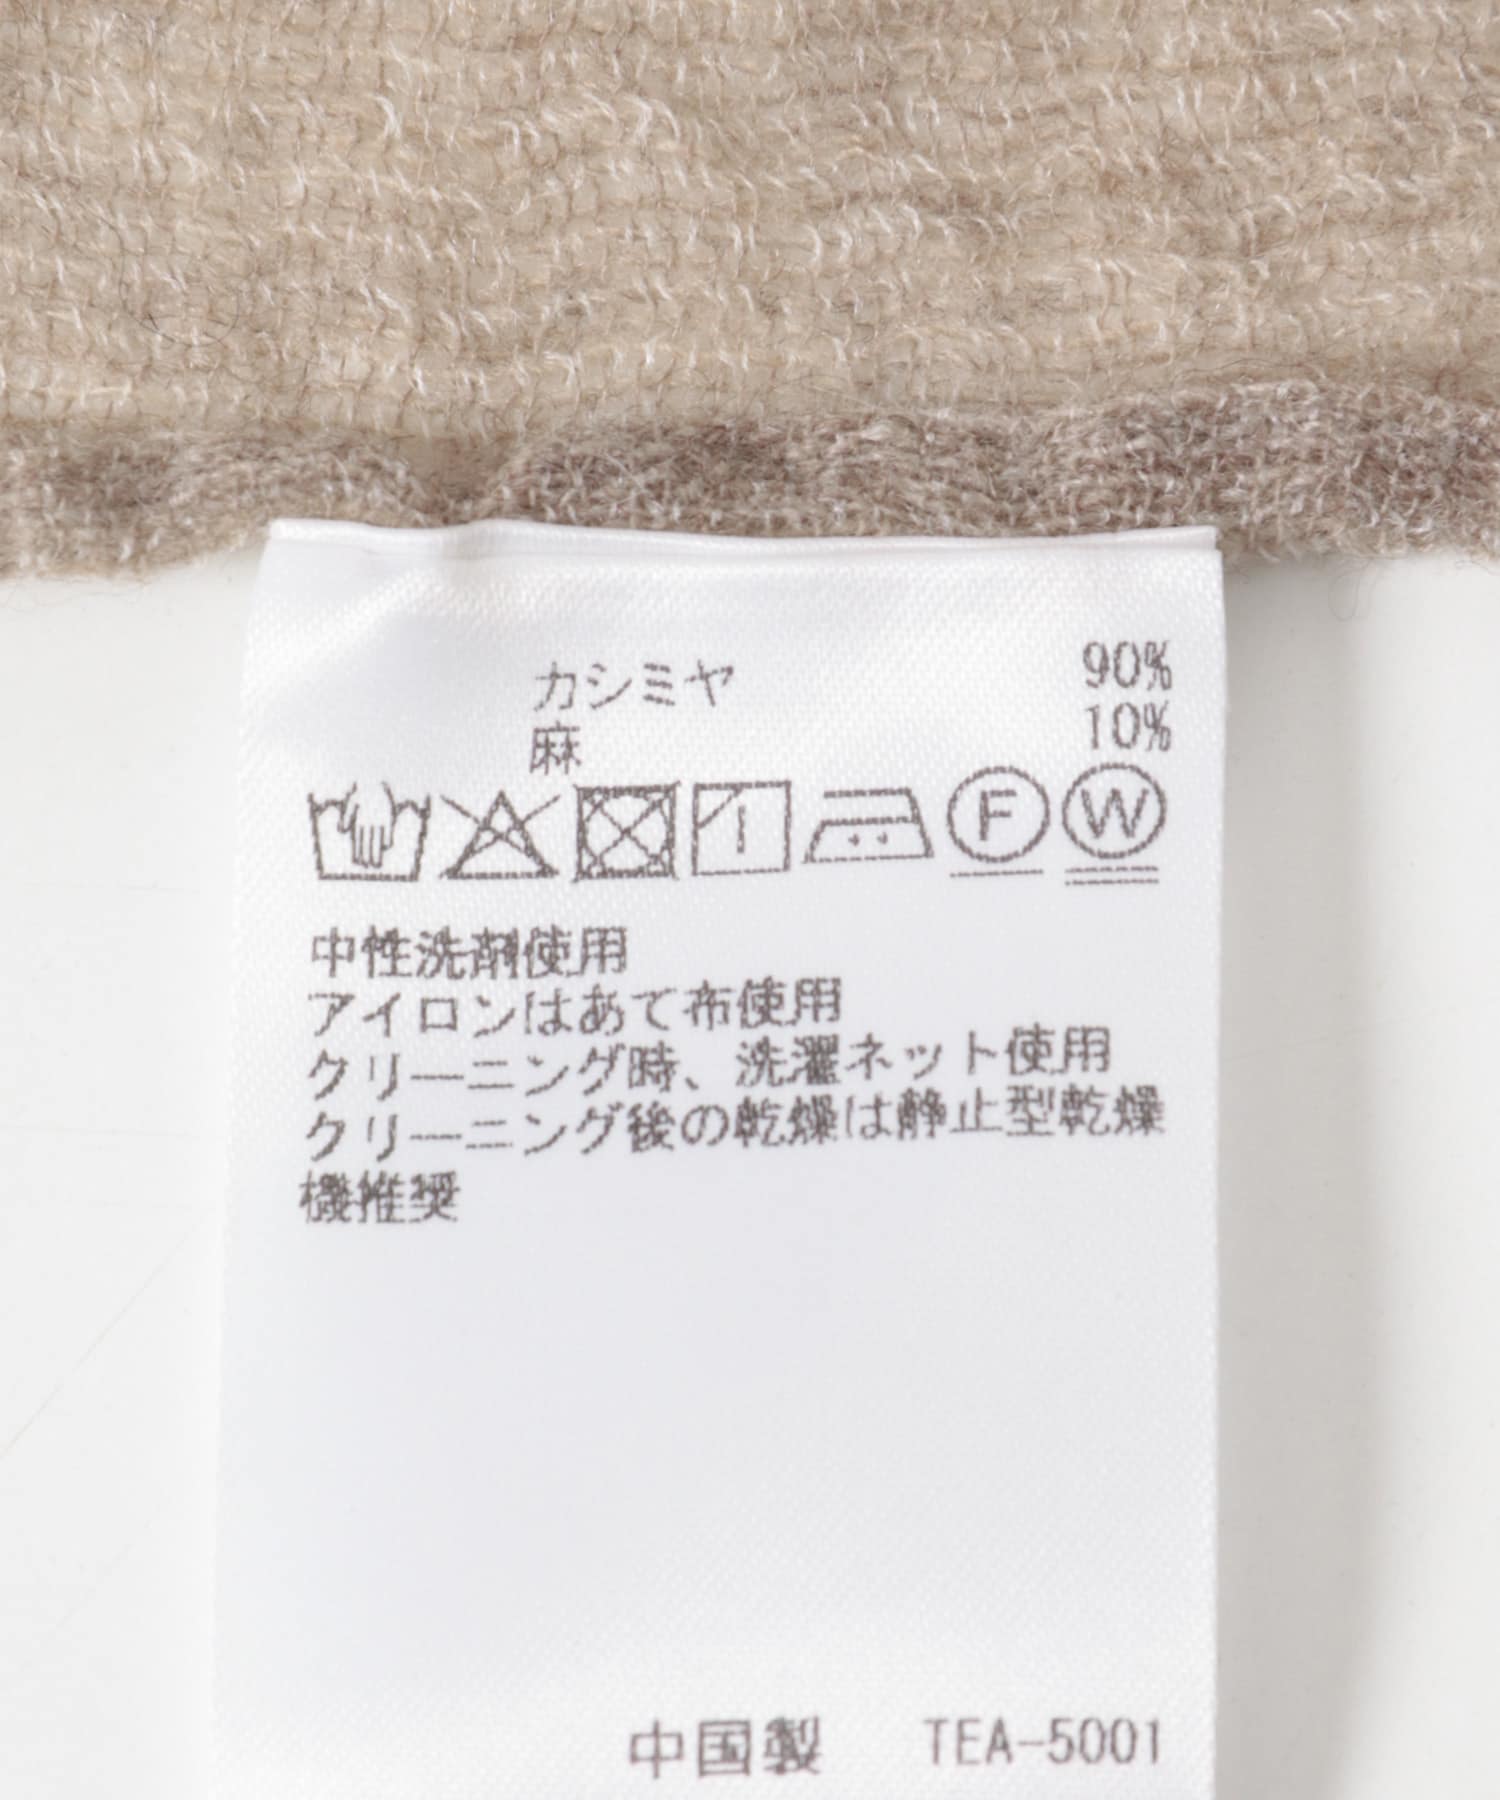 カシミヤ 90%
麻 10%
F W
中性洗剤使用
アイロンはあて布使用
クリーニング時、洗濯ネット使用
クリーニング後の乾燥は静止型乾燥
機推奨
中国製 TEA-5001